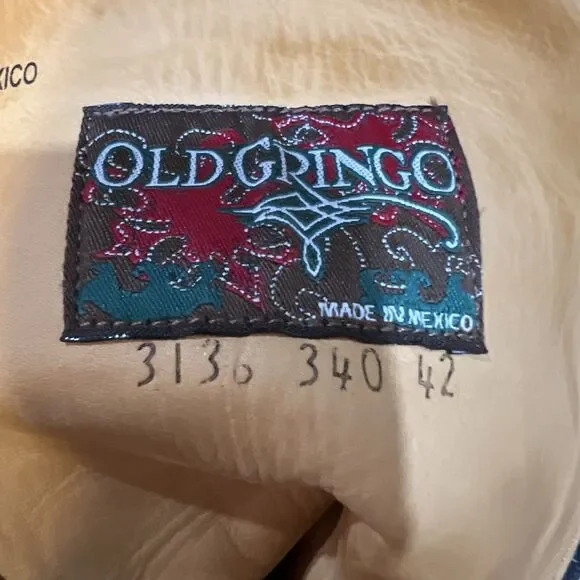 XICO
OLD GRINGO
MADE IN MEXICO
3136 340 42